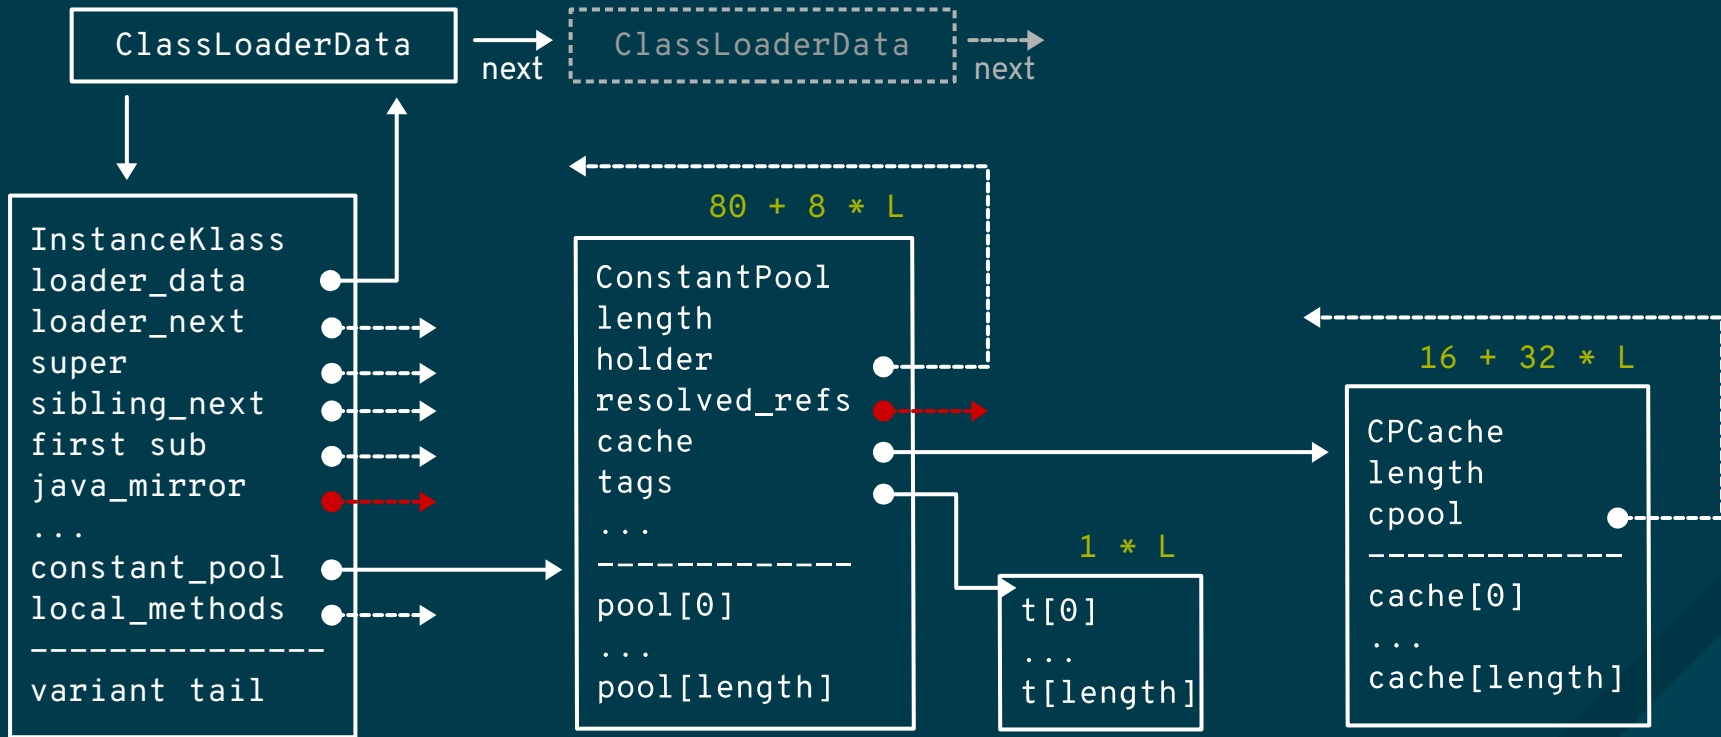 ClassLoaderData
next
ClassLoaderData
next
InstanceKlass
loader_data
loader_next
super
sibling_next
first sub
java_mirror
...
constant_pool
local_methods
---------------
variant tail
80 + 8 * L
ConstantPool
length
holder
resolved_refs
cache
tags
...
-------------
pool[0]
...
pool[length]
1 * L
t[0]
...
t[length]
16 + 32 * L
CPCache
length
cpool
-------------
cache[0]
...
cache[length]